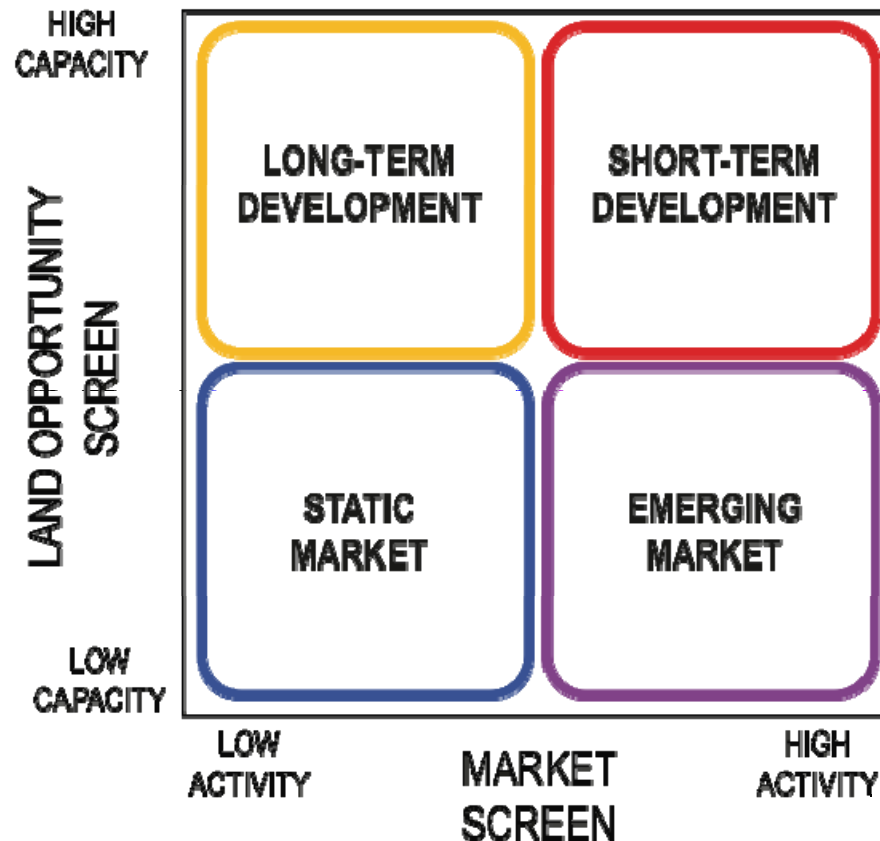 HIGH
CAPACITY
LONG-TERM
DEVELOPMENT
SHORT-TERM
DEVELOPMENT
LAND OPPORTUNITY
SCREEN
STATIC
MARKET
EMERGING
MARKET
LOW
CAPACITY
LOW
ACTIVITY
MARKET
SCREEN
HIGH
ACTIVITY